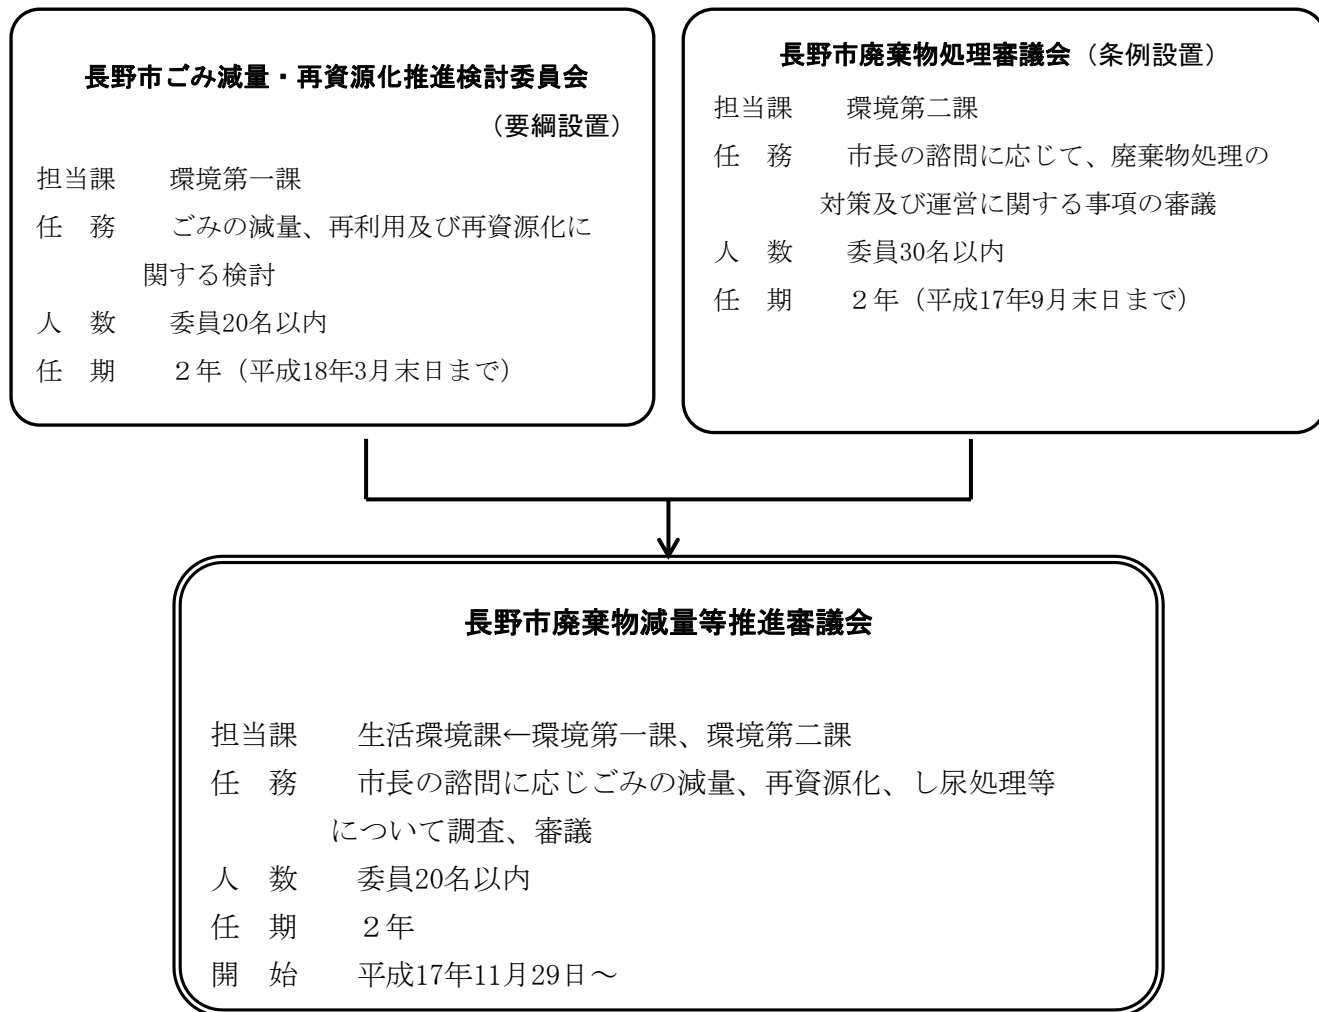 長野市ごみ減量・再資源化推進検討委員会
（要綱設置）
担当課　　環境第一課
任　務　　ごみの減量、再利用及び再資源化に
関する検討
人　数　　委員20名以内
任　期　　２年（平成18年3月末日まで）
長野市廃棄物処理審議会（条例設置）
担当課　　環境第二課
任　務　　市長の諮問に応じて、廃棄物処理の
対策及び運営に関する事項の審議
人　数　　委員30名以内
任　期　　２年（平成17年9月末日まで）
長野市廃棄物減量等推進審議会
担当課　　生活環境課←環境第一課、環境第二課
任　務　　市長の諮問に応じごみの減量、再資源化、し尿処理等
について調査、審議
人　数　　委員20名以内
任　期　　２年
開　始　　平成17年11月29日～